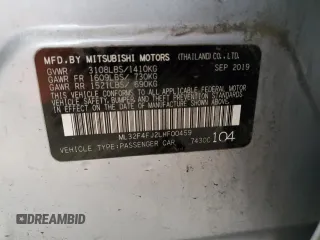 MFD. BY MITSUBISHI MOTORS (THAILAND) CO., LTD.
GVWR 3108LBS/1410KG SEP 2019
GAWR FR 1609LBS/ 730KG
GAWR RR 1521LBS/ 690KG
THIS VEHICLE CONFORMS TO ALL APPLICABLE
FEDERAL MOTOR VEHICLE SAFETY, BUMPER, AND
THEFT PREVENTION STANDARDS IN EFFECT ON
THE DATE OF MANUFACTURE SHOWN ABOVE.
ML32F4FJ2LHF00459
VEHICLE TYPE: PASSENGER CAR 7430C 104